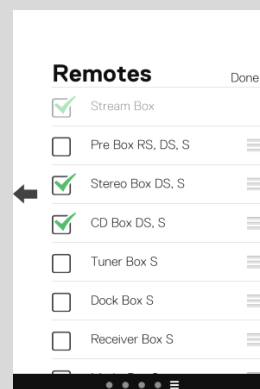 Remotes
Done
Stream Box
Pre Box RS, DS, S
Stereo Box DS, S
CD Box DS, S
Tuner Box S
Dock Box S
Receiver Box S